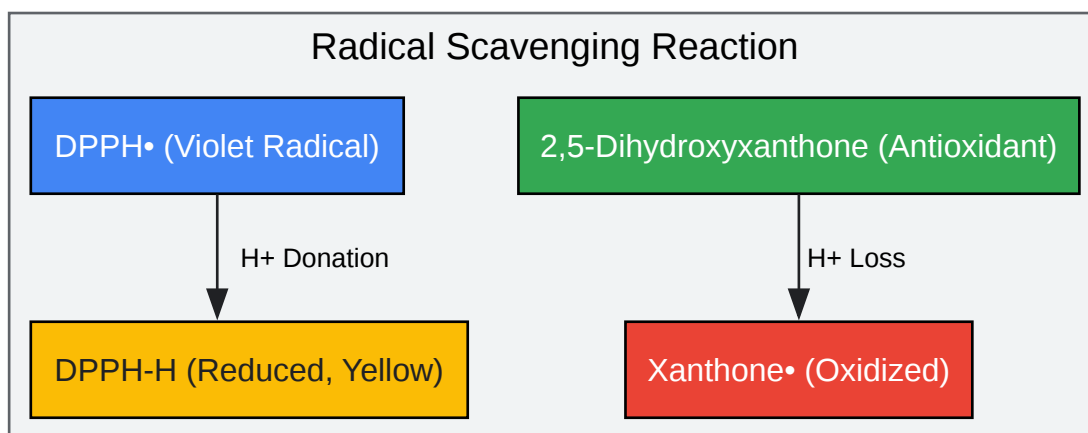 Radical Scavenging Reaction
DPPH• (Violet Radical)
2,5-Dihydroxyxanthone (Antioxidant)
H+ Donation
H+ Loss
DPPH-H (Reduced, Yellow)
Xanthone• (Oxidized)